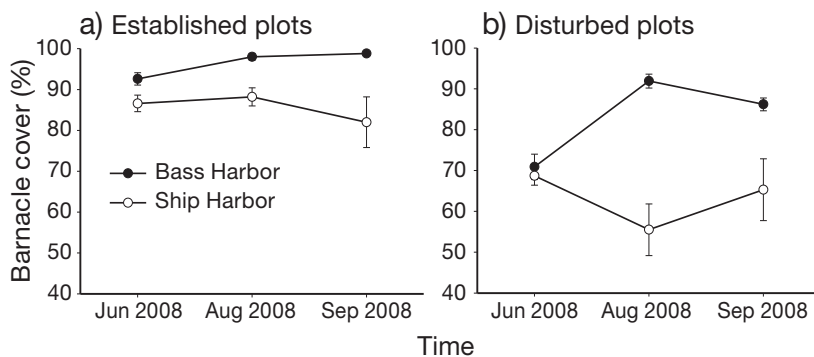 a) Established plots
Barnacle cover (%)
100
90
80
70
60
50
40
Bass Harbor
Ship Harbor
Jun 2008 Aug 2008 Sep 2008
b) Disturbed plots
100
90
80
70
60
50
40
Jun 2008 Aug 2008 Sep 2008
Time